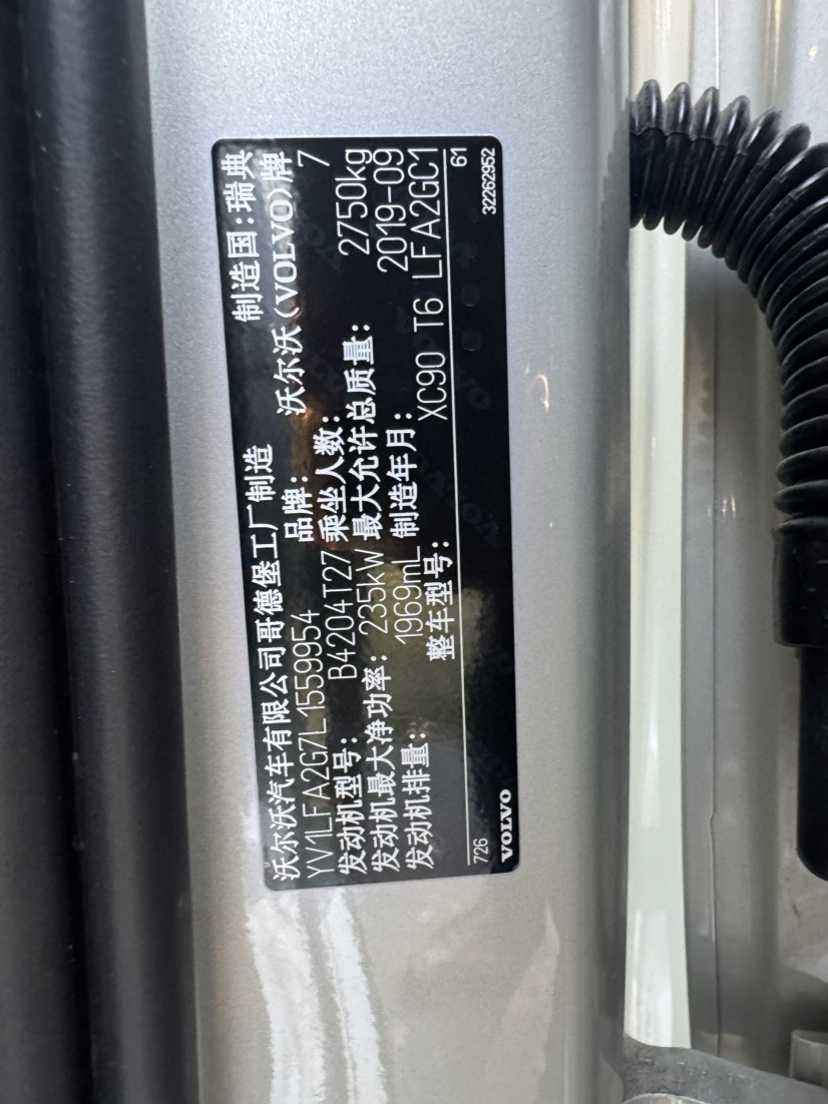 沃尔沃汽车有限公司哥德堡工厂制造 制造国:瑞典
YV1LFA2G7L1559954 品牌: 沃尔沃(VOLVO)牌
发动机型号: B4204T27 乘坐人数: 7
发动机最大净功率: 235kW 最大允许总质量: 2750kg
发动机排量: 1969mL 制造年月: 2019-09
整车型号: XC90 T6 LFA2GC1
726 61
VOLVO 32262952